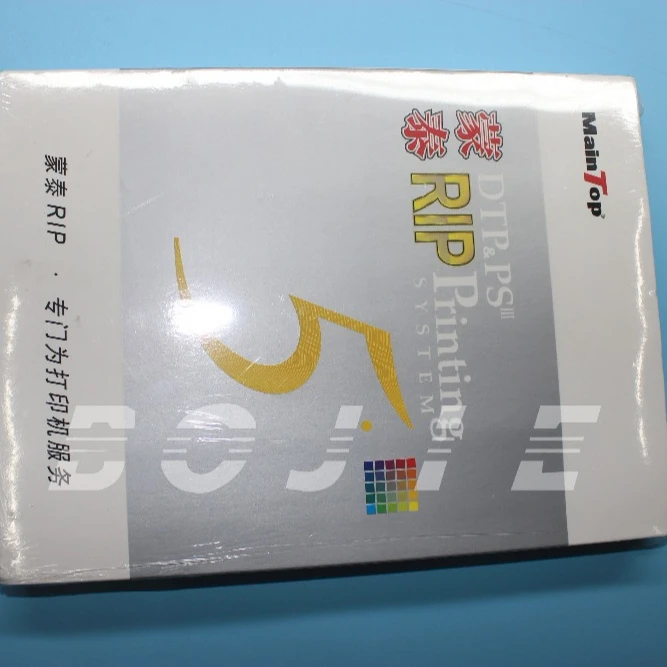 MainTop®
DTP&PSIII
蒙泰 RIP Printing
SYSTEM
5.
蒙泰RIP · 专门为打印机服务
BOJIE